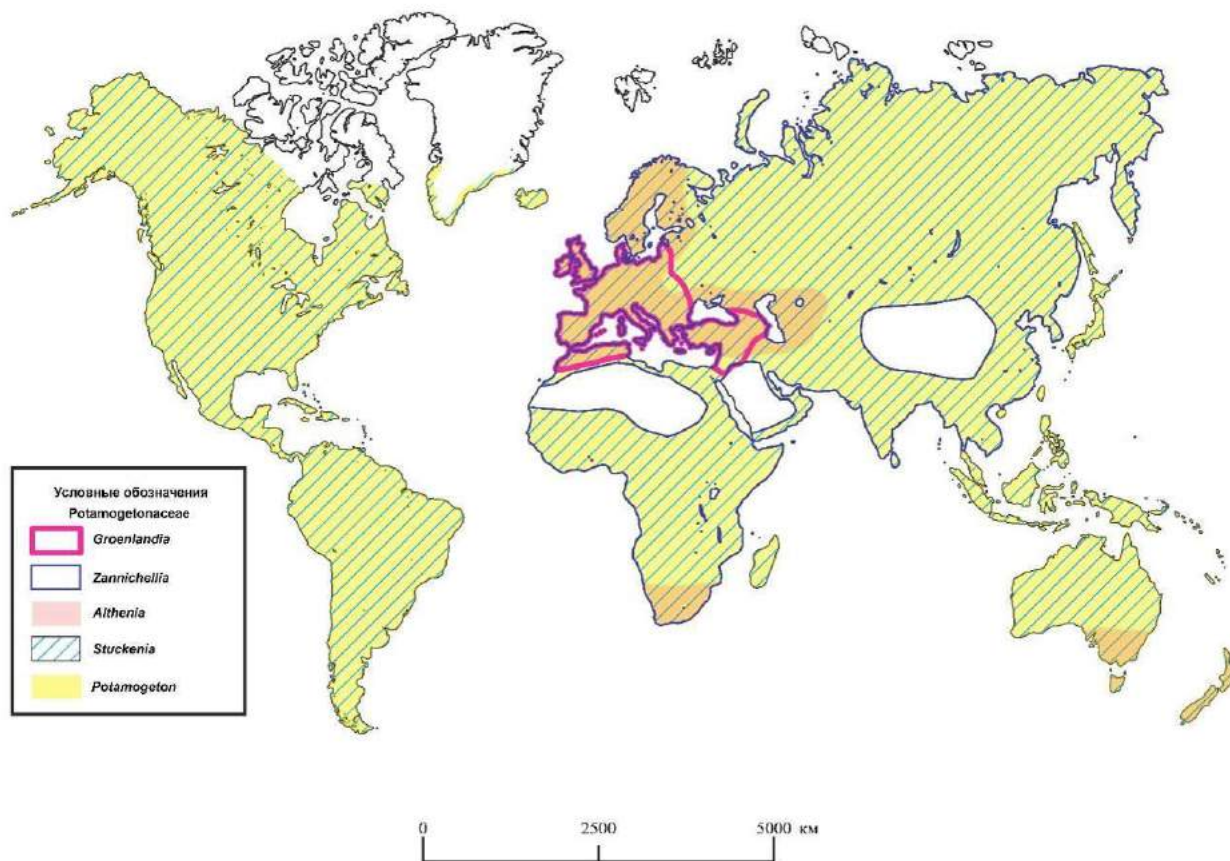 Условные обозначения
Potamogetonaceae
Groenlandia
Zannichellia
Althenia
Stuckenia
Potamogeton
0 2500 5000 км